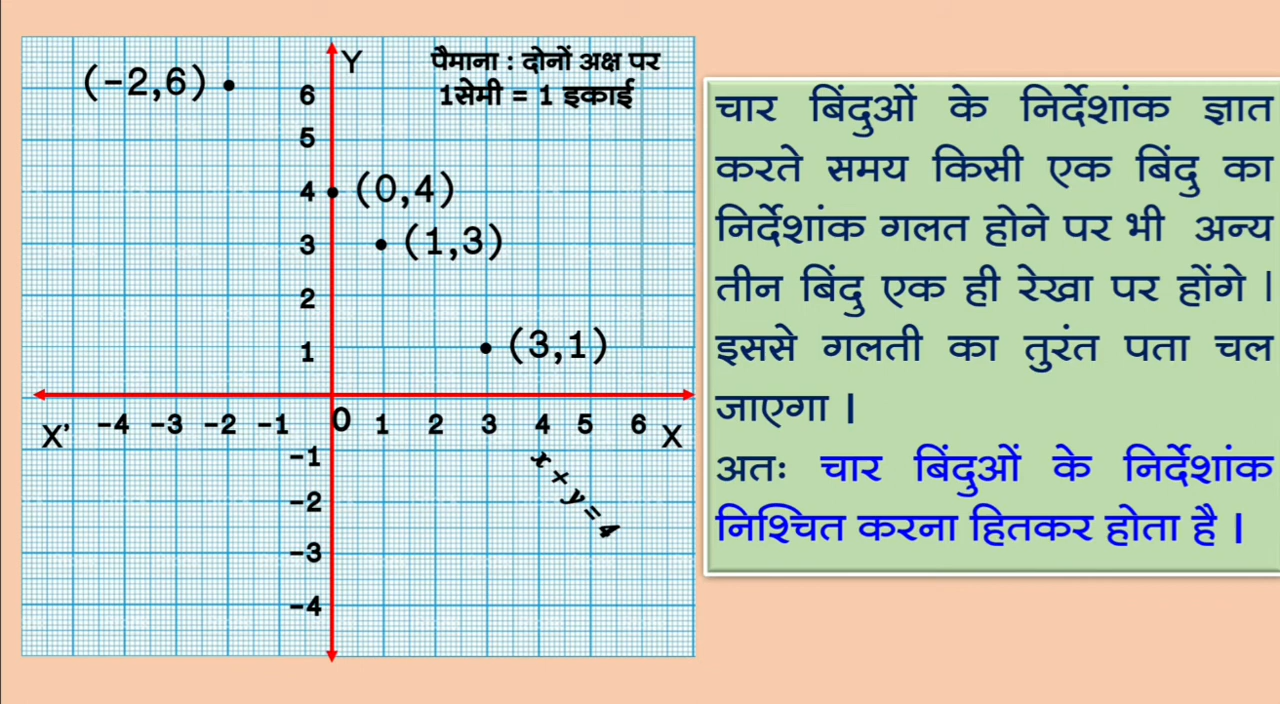 Y
पैमाना : दोनों अक्ष पर
1सेमी = 1 इकाई
(-2,6)
6
5
4 (0,4)
3 (1,3)
2
1 (3,1)
X' -4 -3 -2 -1 0 1 2 3 4 5 6 X
-1
-2
-3
-4
x + y = 4
चार बिंदुओं के निर्देशांक ज्ञात
करते समय किसी एक बिंदु का
निर्देशांक गलत होने पर भी अन्य
तीन बिंदु एक ही रेखा पर होंगे |
इससे गलती का तुरंत पता चल
जाएगा |
अतः चार बिंदुओं के निर्देशांक
निश्चित करना हितकर होता है |